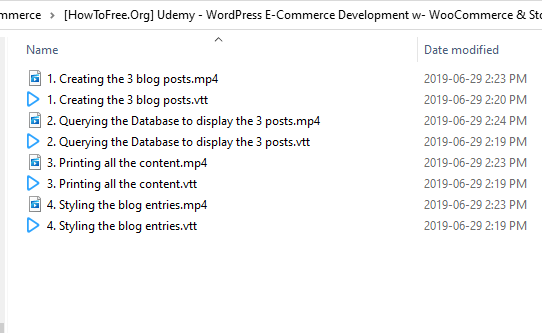 mmerce > [HowToFree.Org] Udemy - WordPress E-Commerce Development w- WooCommerce & Sto
Name Date modified
1. Creating the 3 blog posts.mp4 2019-06-29 2:23 PM
1. Creating the 3 blog posts.vtt 2019-06-29 2:20 PM
2. Querying the Database to display the 3 posts.mp4 2019-06-29 2:24 PM
2. Querying the Database to display the 3 posts.vtt 2019-06-29 2:19 PM
3. Printing all the content.mp4 2019-06-29 2:23 PM
3. Printing all the content.vtt 2019-06-29 2:19 PM
4. Styling the blog entries.mp4 2019-06-29 2:23 PM
4. Styling the blog entries.vtt 2019-06-29 2:19 PM